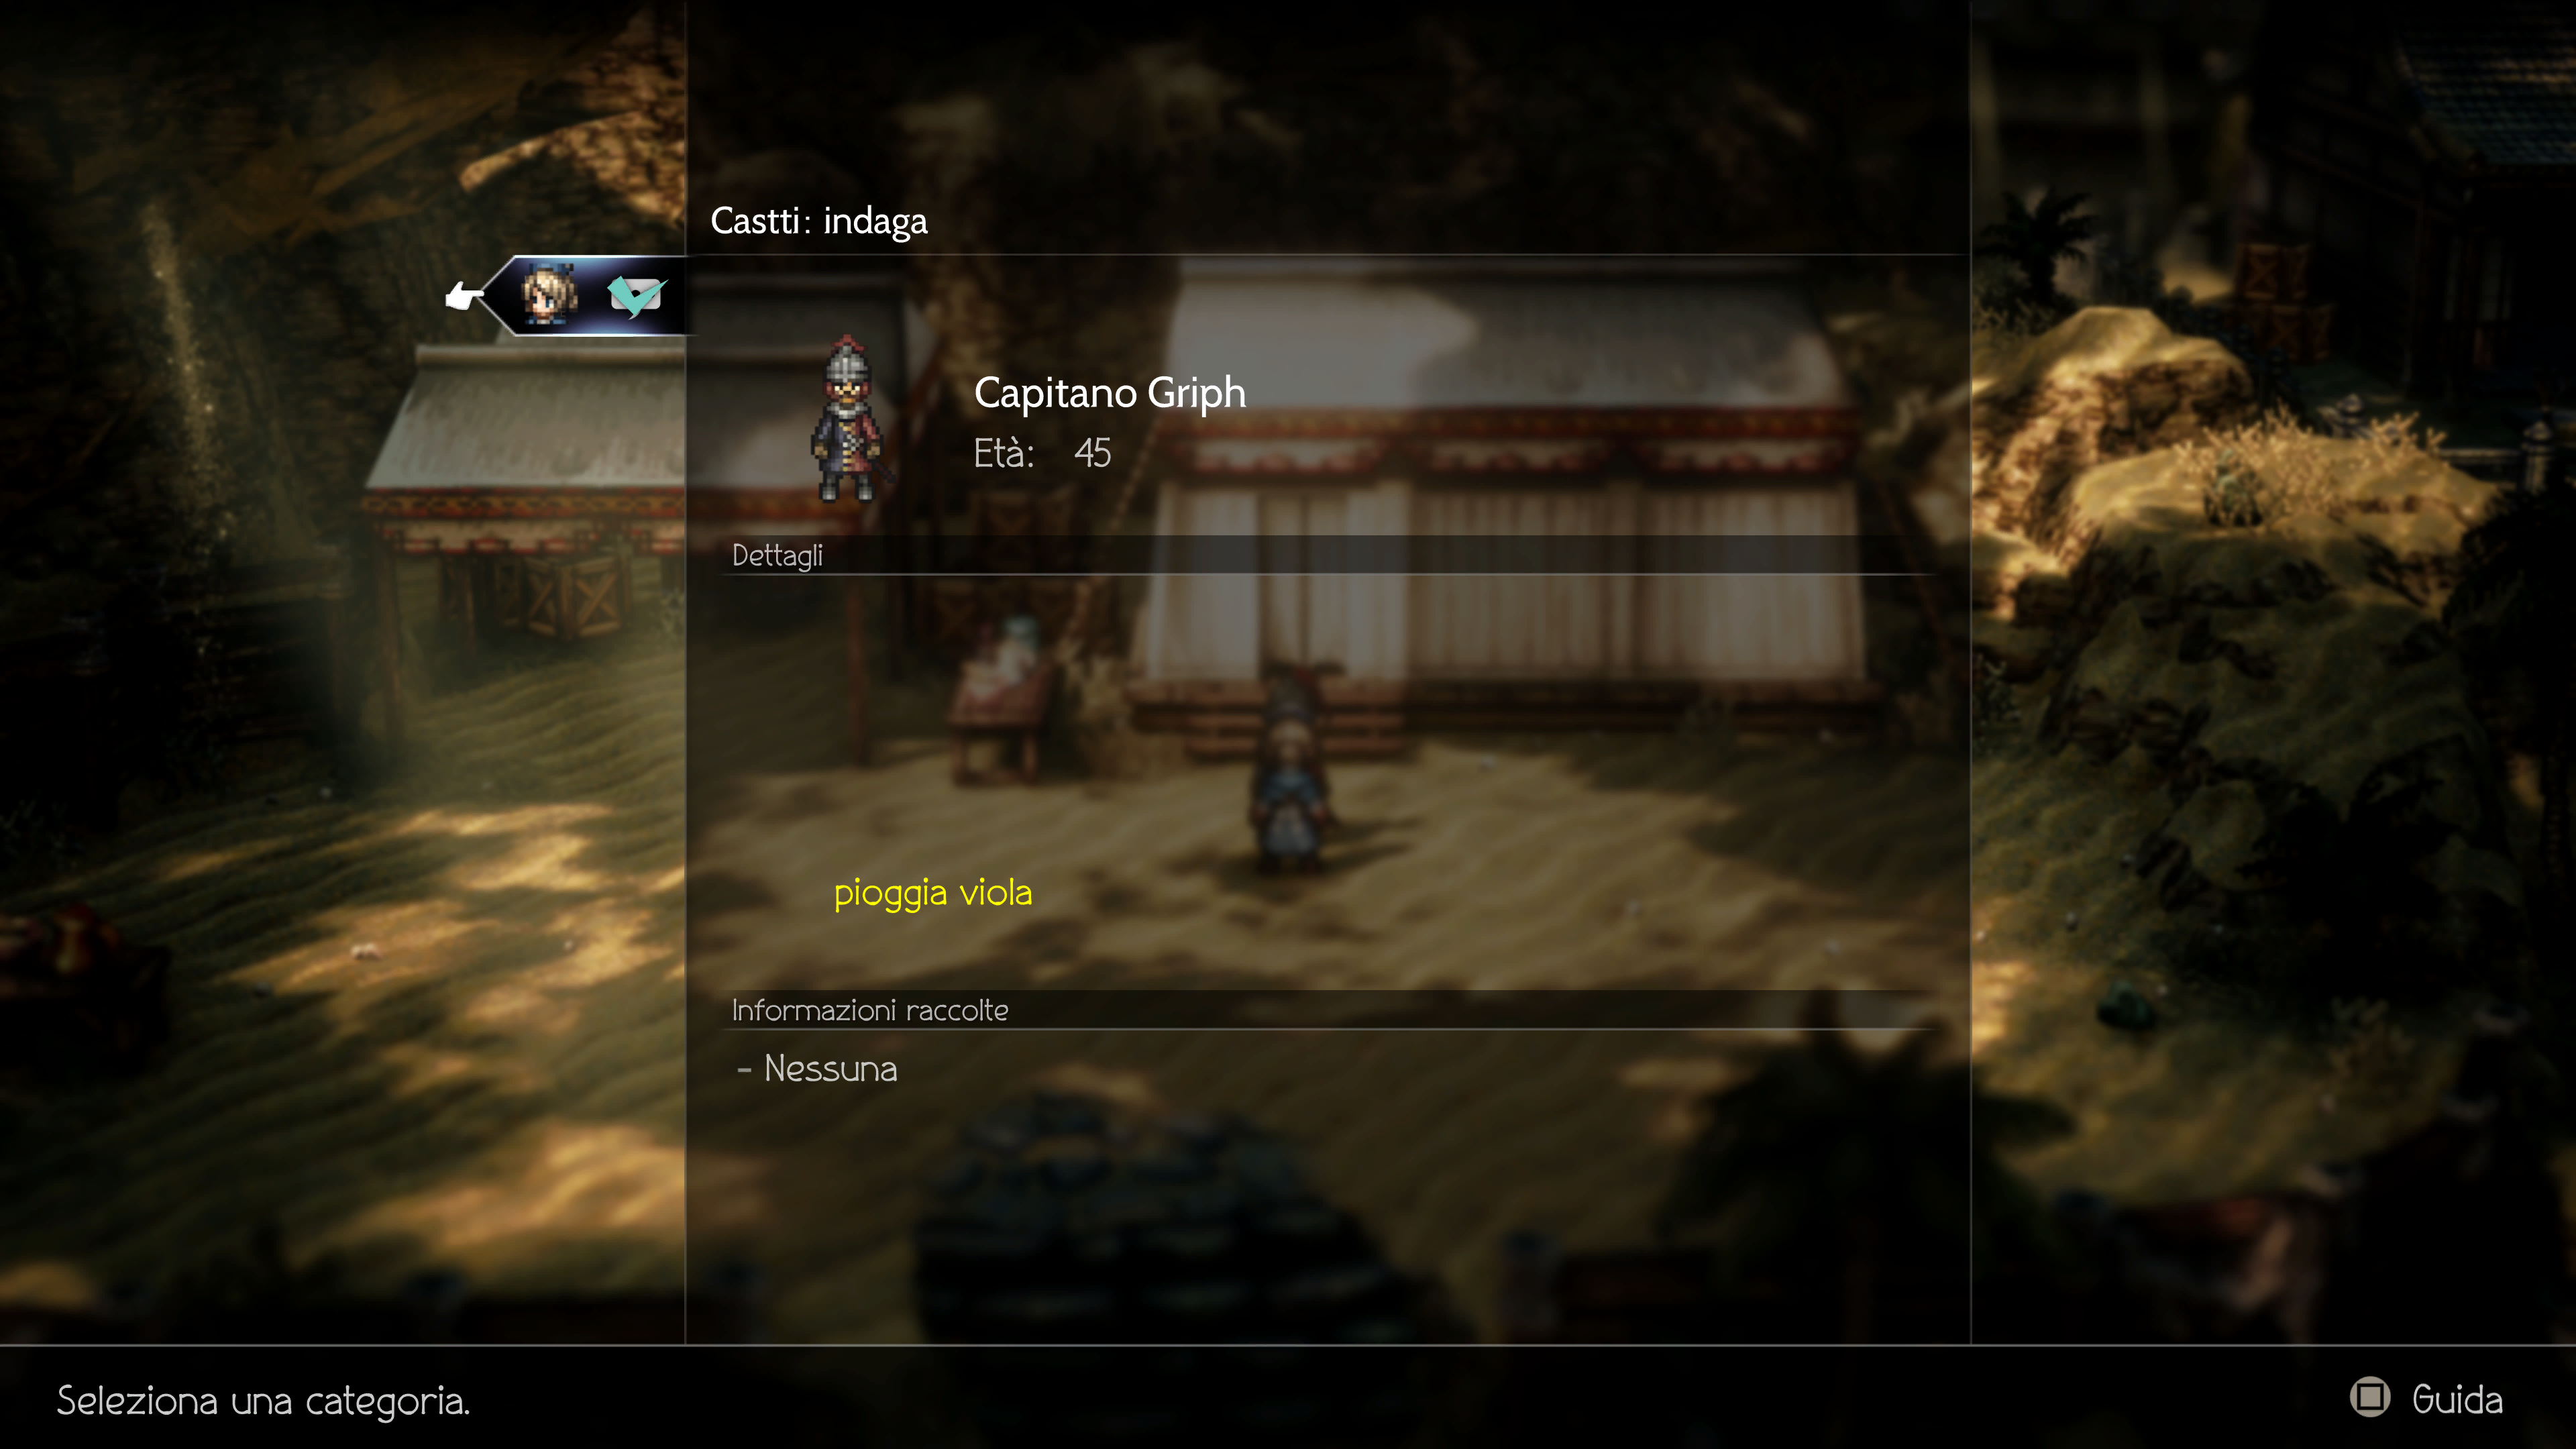 Castti: indaga
Capitano Griph
Età: 45
Dettagli
pioggia viola
Informazioni raccolte
- Nessuna
Seleziona una categoria.
Guida